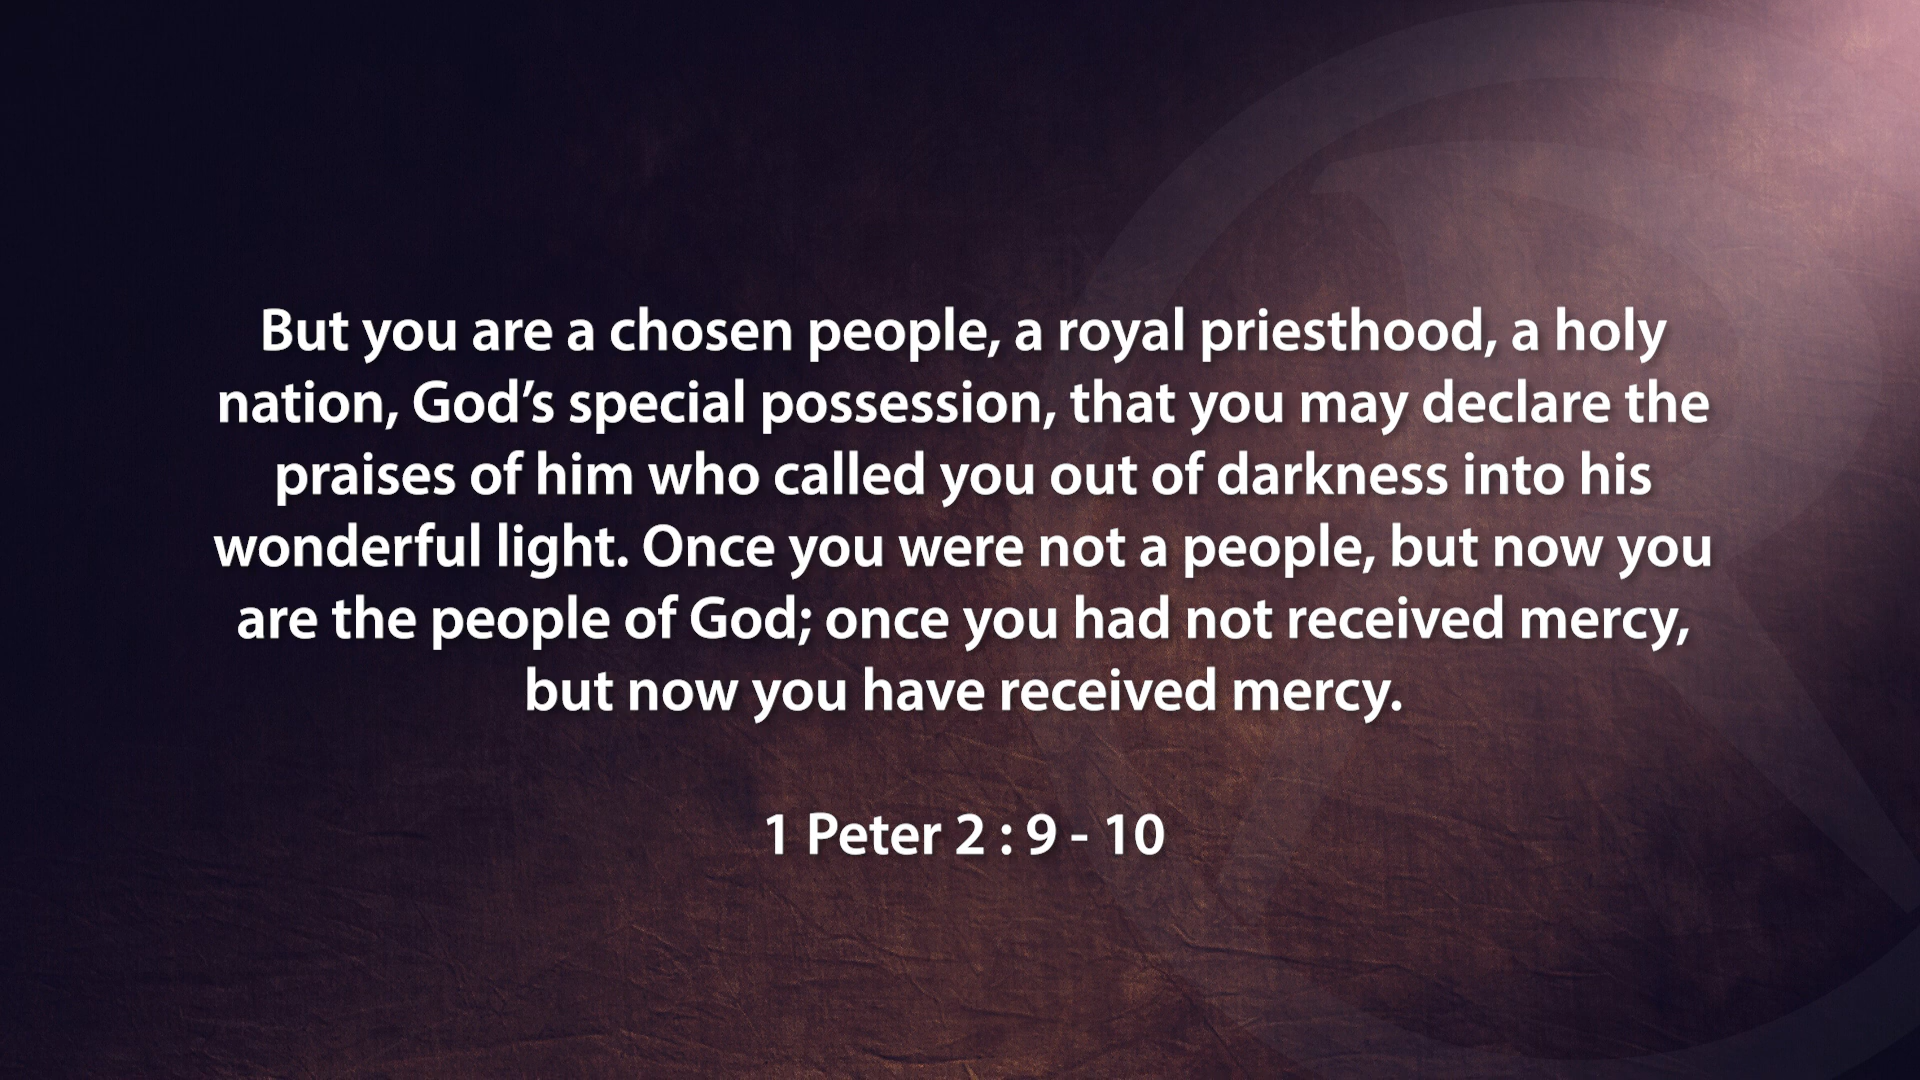 But you are a chosen people, a royal priesthood, a holy
nation, God’s special possession, that you may declare the
praises of him who called you out of darkness into his
wonderful light. Once you were not a people, but now you
are the people of God; once you had not received mercy,
but now you have received mercy.
1 Peter 2 : 9 - 10